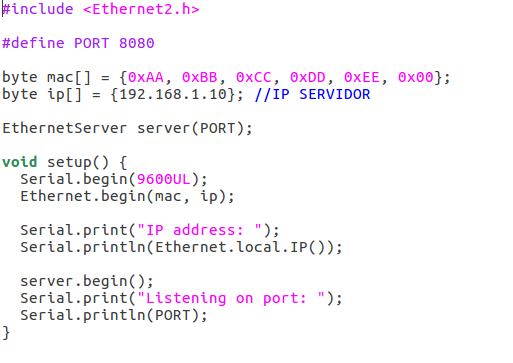 #include <Ethernet2.h>
#define PORT 8080
byte mac[] = {0xAA, 0xBB, 0xCC, 0xDD, 0xEE, 0x00};
byte ip[] = {192.168.1.10}; //IP SERVIDOR
EthernetServer server(PORT);
void setup() {
  Serial.begin(9600UL);
  Ethernet.begin(mac, ip);
  Serial.print("IP address: ");
  Serial.println(Ethernet.local.IP());
  server.begin();
  Serial.print("Listening on port: ");
  Serial.println(PORT);
}